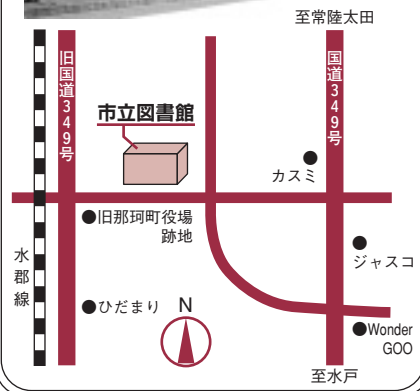 至常陸太田
旧国道349号
国道349号
市立図書館
カスミ
旧那珂町役場
跡地
水郡線
ジャスコ
ひだまり
N
Wonder
GOO
至水戸